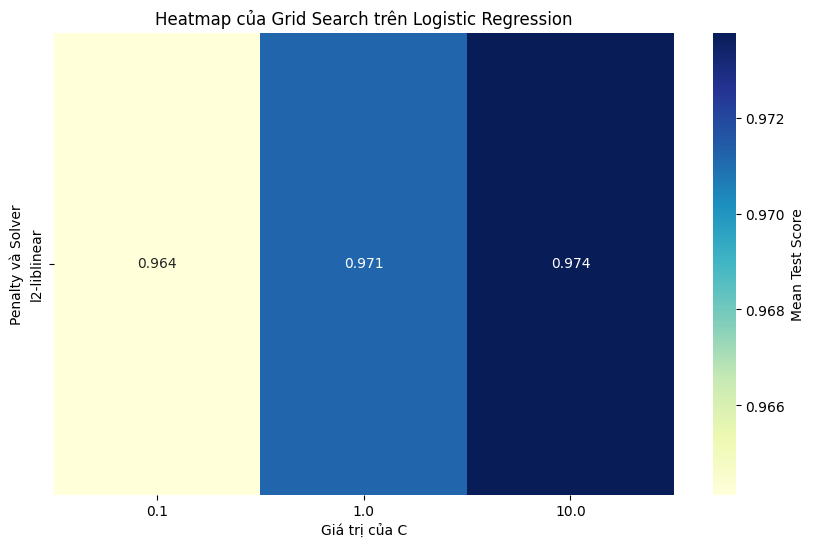 Heatmap của Grid Search trên Logistic Regression
Penalty và Solver
l2-liblinear
0.964
0.971
0.974
0.1
1.0
10.0
Giá trị của C
0.972
0.970
0.968
0.966
Mean Test Score